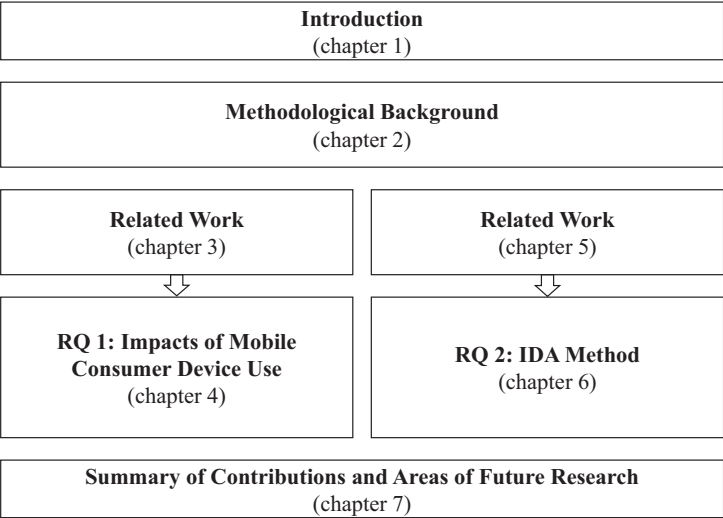 Introduction
(chapter 1)
Methodological Background
(chapter 2)
Related Work
(chapter 3)
Related Work
(chapter 5)
RQ 1: Impacts of Mobile
Consumer Device Use
(chapter 4)
RQ 2: IDA Method
(chapter 6)
Summary of Contributions and Areas of Future Research
(chapter 7)